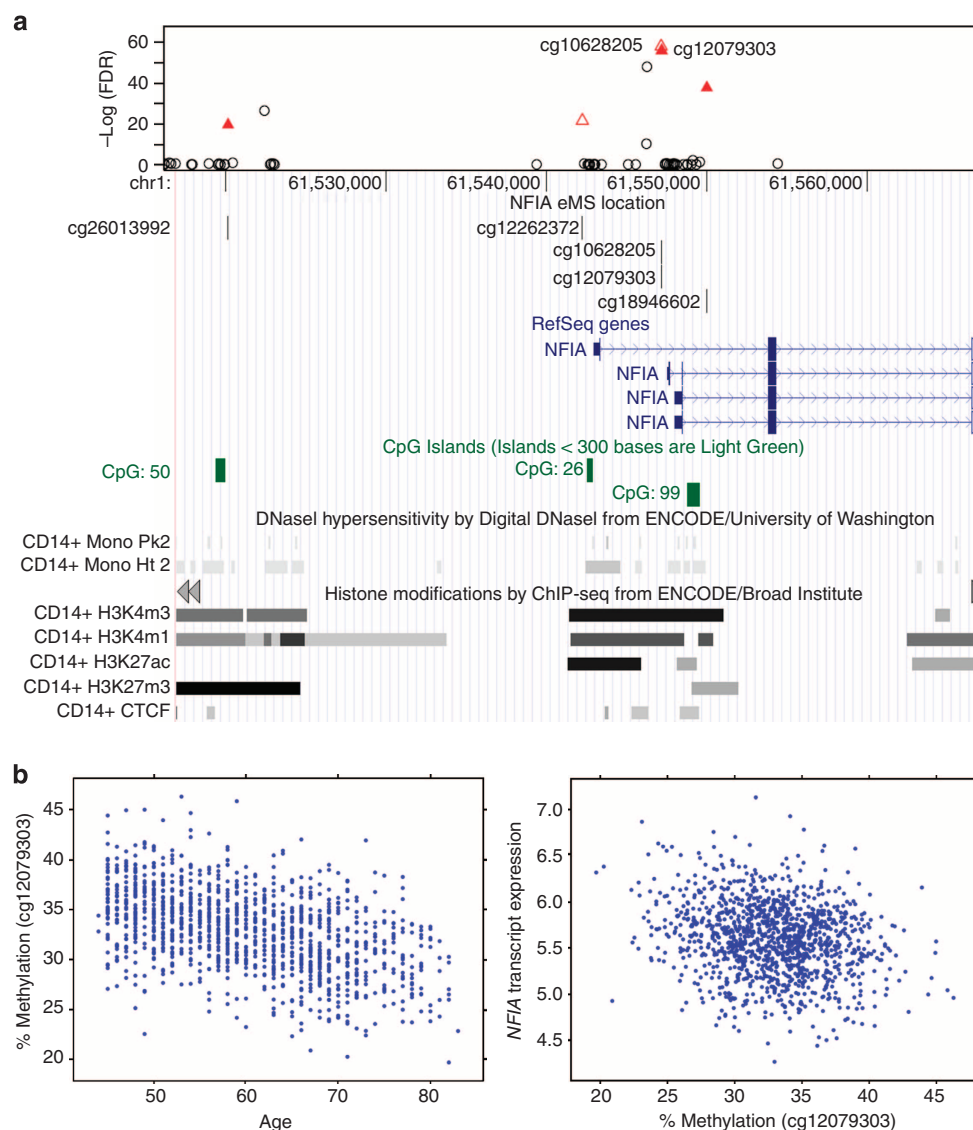 a
60
40
20
0
−Log (FDR)
cg10628205
cg12079303
chr1:
61,530,000
61,540,000
61,550,000
61,560,000
NFIA eMS location
cg26013992
cg12262372
cg10628205
cg12079303
cg18946602
RefSeq genes
NFIA
NFIA
NFIA
NFIA
CpG Islands (Islands < 300 bases are Light Green)
CpG: 50
CpG: 26
CpG: 99
DNaseI hypersensitivity by Digital DNaseI from ENCODE/University of Washington
CD14+ Mono Pk2
CD14+ Mono Ht 2
Histone modifications by ChIP-seq from ENCODE/Broad Institute
CD14+ H3K4m3
CD14+ H3K4m1
CD14+ H3K27ac
CD14+ H3K27m3
CD14+ CTCF
b
% Methylation (cg12079303)
45
40
35
30
25
20
50
60
70
80
Age
NFIA transcript expression
7.0
6.5
6.0
5.5
5.0
4.5
20
25
30
35
40
45
% Methylation (cg12079303)